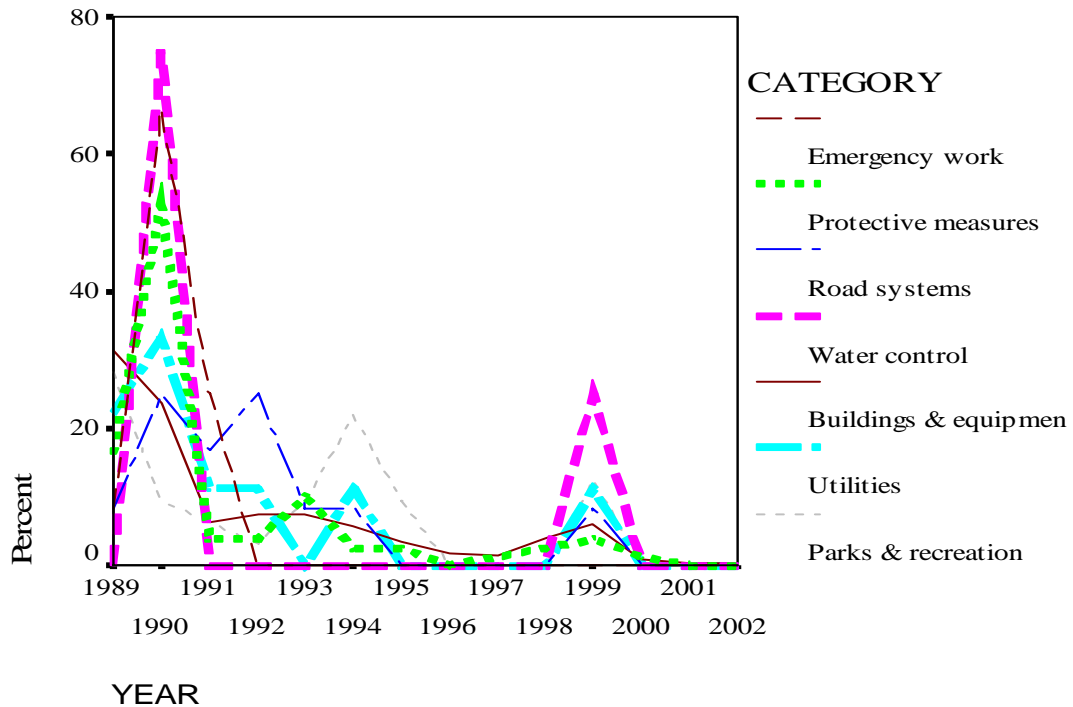 80
60
40
20
0
Percent
1989 1991 1993 1995 1997 1999 2001
1990 1992 1994 1996 1998 2000 2002
YEAR
CATEGORY
Emergency work
Protective measures
Road systems
Water control
Buildings & equipmen
Utilities
Parks & recreation